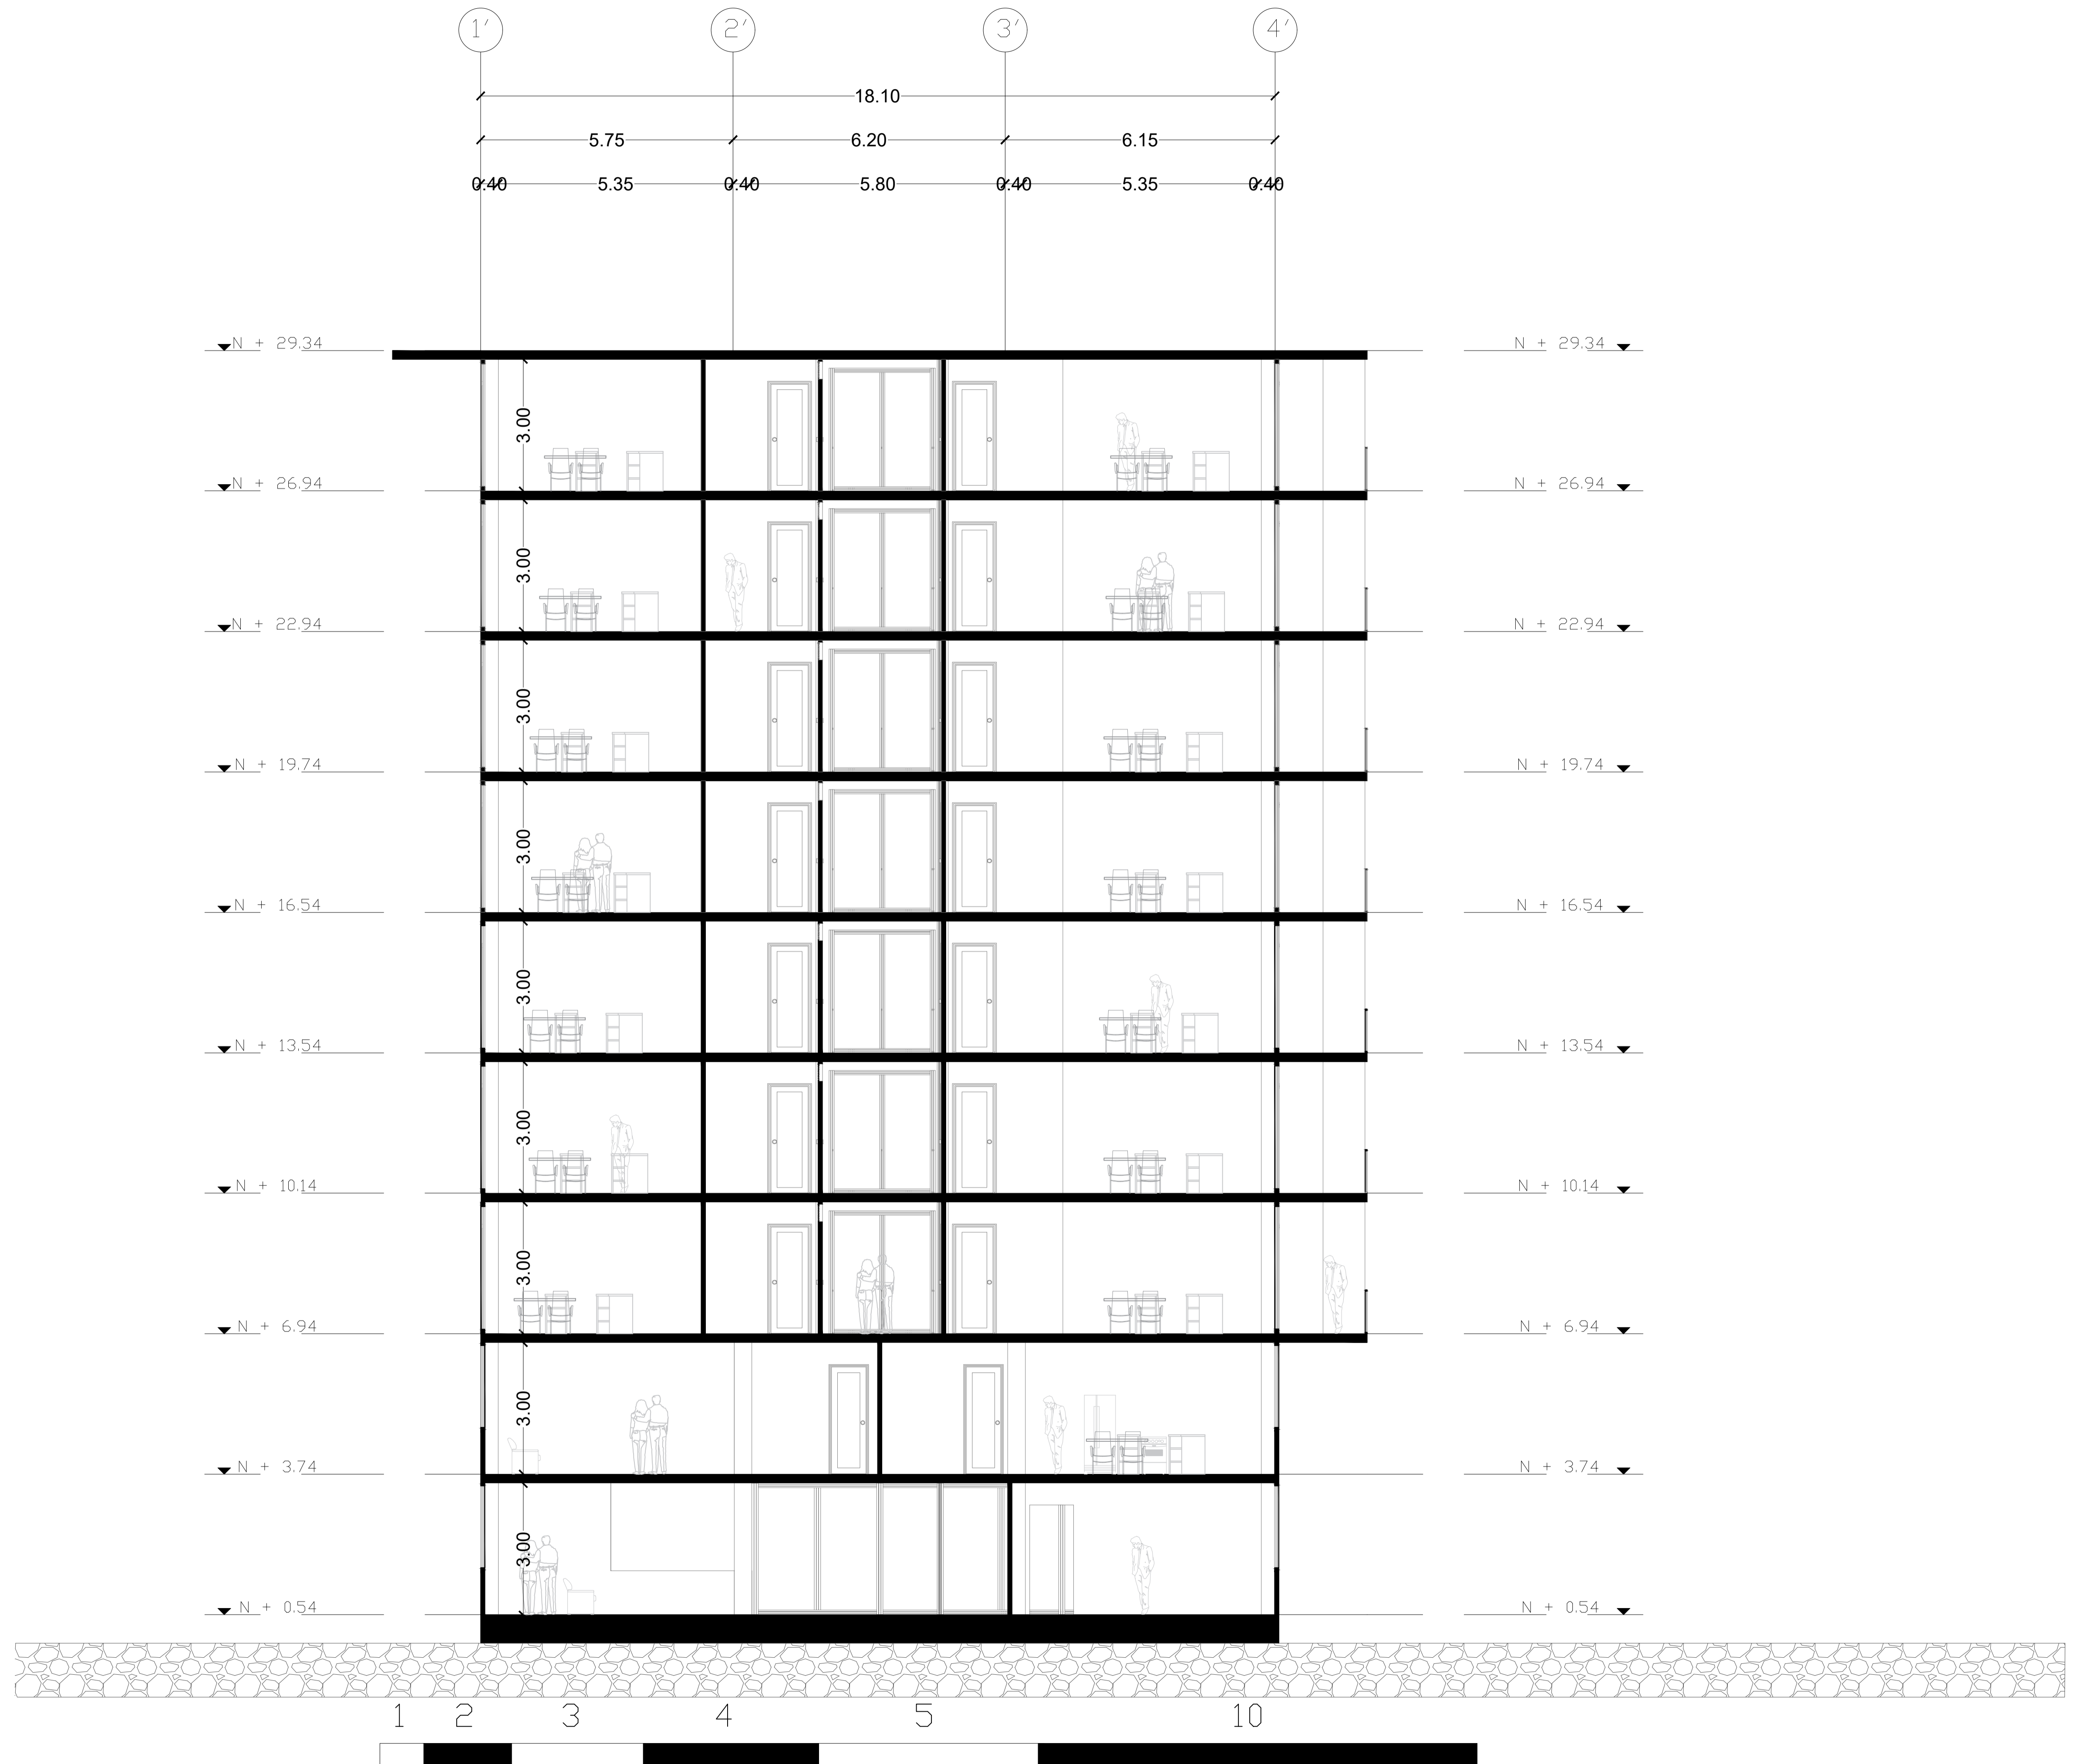 1' 2' 3' 4'
18.10
5.75 6.20 6.15
0.40 5.35 0.40 5.80 0.40 5.35 0.40
N + 29.34 N + 29.34
3.00
N + 26.94 N + 26.94
3.00
N + 22.94 N + 22.94
3.00
N + 19.74 N + 19.74
3.00
N + 16.54 N + 16.54
3.00
N + 13.54 N + 13.54
3.00
N + 10.14 N + 10.14
3.00
N + 6.94 N + 6.94
3.00
N + 3.74 N + 3.74
3.00
N + 0.54 N + 0.54
1 2 3 4 5 10